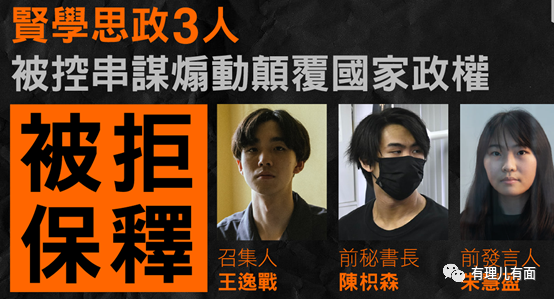 賢學思政3人
被控串謀煽動顛覆國家政權
被拒
保釋
召集人
王逸戰
前秘書長
陳枳森
前發言人
朱慧盈
有理儿有面